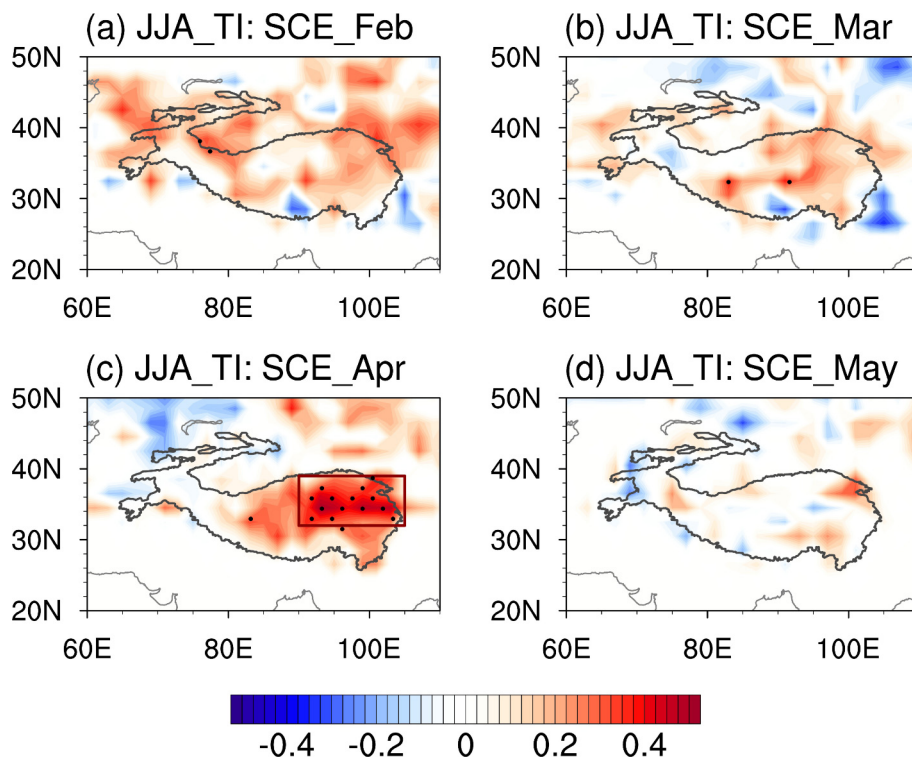 (a) JJA_TI: SCE_Feb
(b) JJA_TI: SCE_Mar
50N
40N
30N
20N
60E 80E 100E
50N
40N
30N
20N
60E 80E 100E
(c) JJA_TI: SCE_Apr
(d) JJA_TI: SCE_May
50N
40N
30N
20N
60E 80E 100E
50N
40N
30N
20N
60E 80E 100E
-0.4 -0.2 0 0.2 0.4